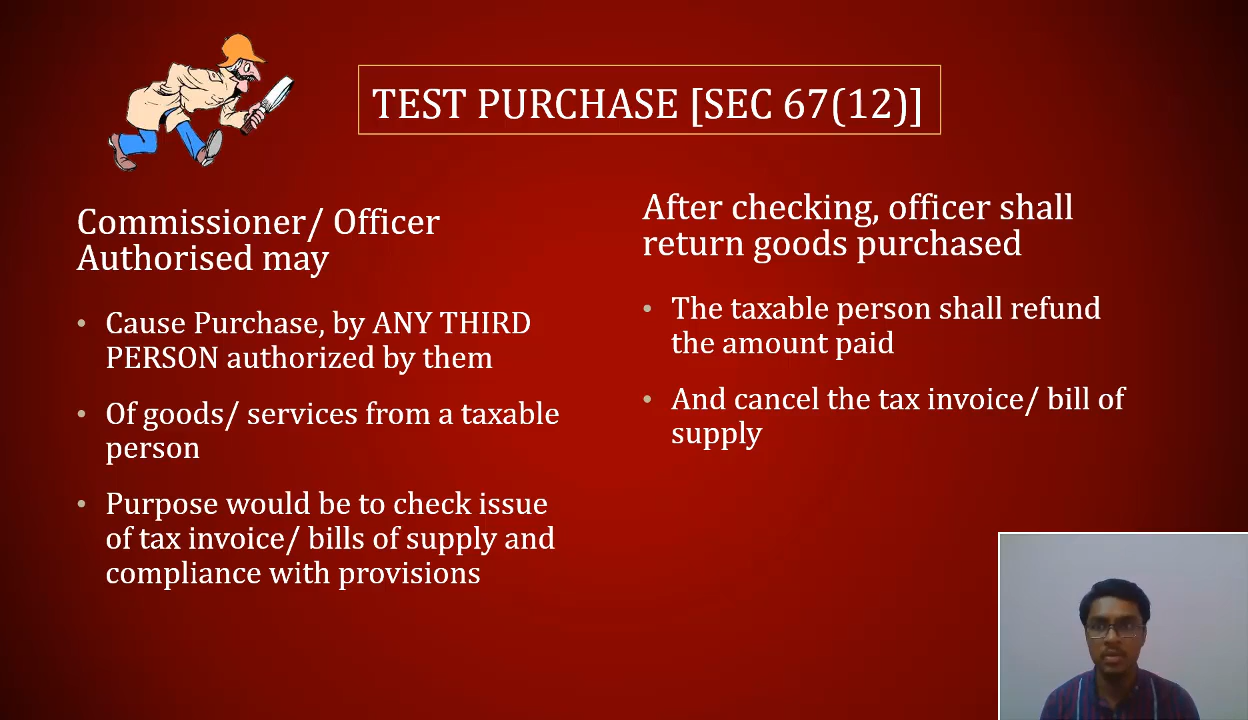 TEST PURCHASE [SEC 67(12)]
Commissioner/ Officer
Authorised may
• Cause Purchase, by ANY THIRD
PERSON authorized by them
• Of goods/ services from a taxable
person
• Purpose would be to check issue
of tax invoice/ bills of supply and
compliance with provisions
After checking, officer shall
return goods purchased
• The taxable person shall refund
the amount paid
• And cancel the tax invoice/ bill of
supply